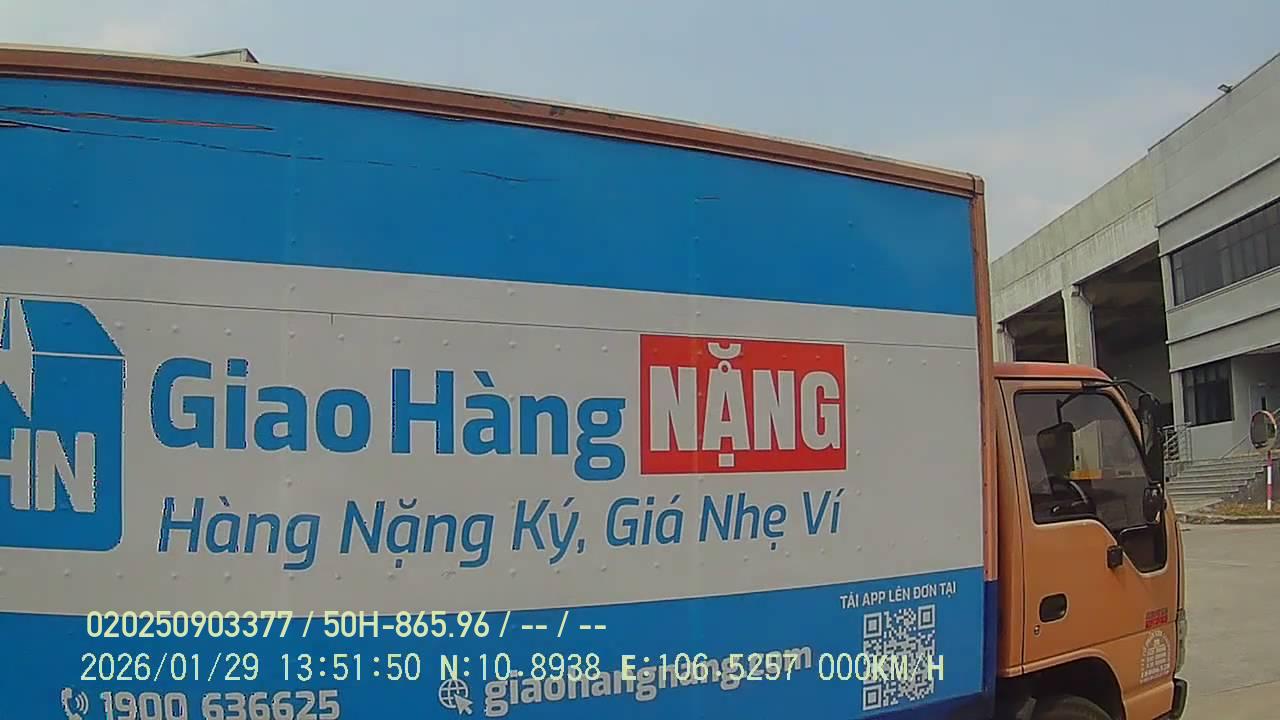 Giao Hàng NẶNG
HN
Hàng Nặng Ký, Giá Nhẹ Ví
TẢI APP LÊN ĐƠN TẠI
020250903377 / 50H-865.96 / -- / --
2026/01/29 13:51:50 N:10.8938 E:106.5257 000KM/H
giaohangnang.com
1900 636625